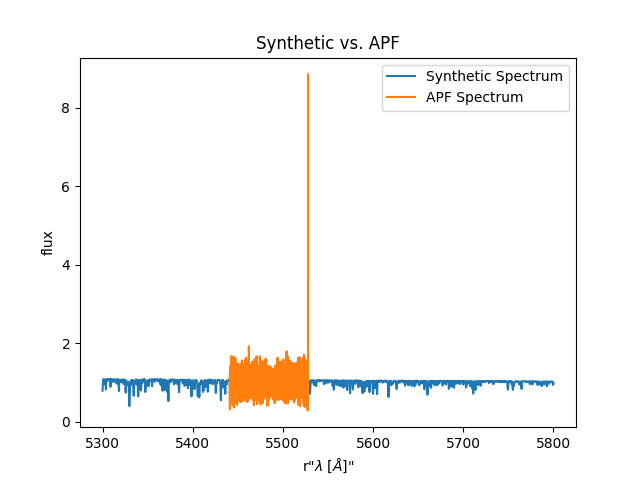 Synthetic vs. APF
Synthetic Spectrum
APF Spectrum
flux
8
6
4
2
0
5300 5400 5500 5600 5700 5800
r"λ [Å]"